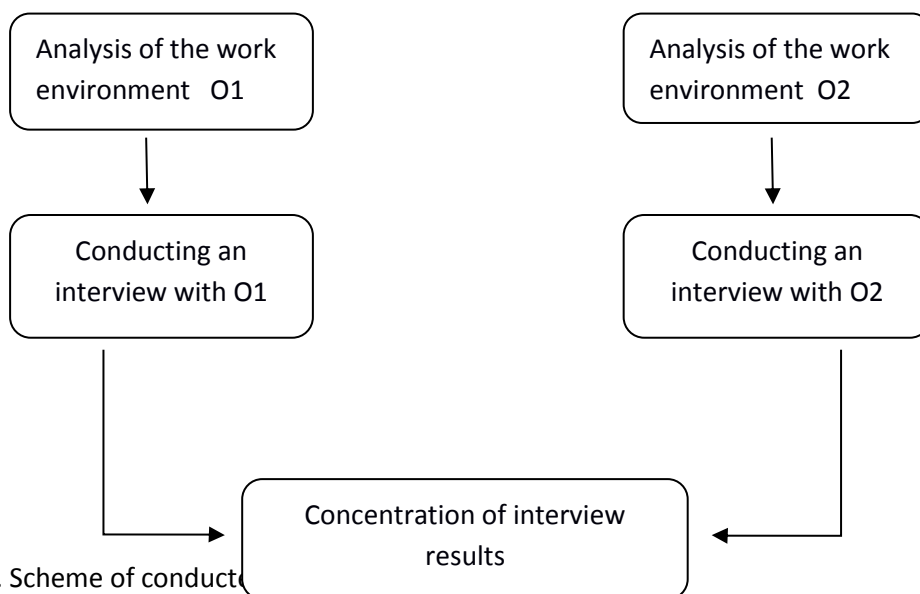 Analysis of the work
environment O1
Analysis of the work
environment O2
Conducting an
interview with O1
Conducting an
interview with O2
Concentration of interview
results
. Scheme of